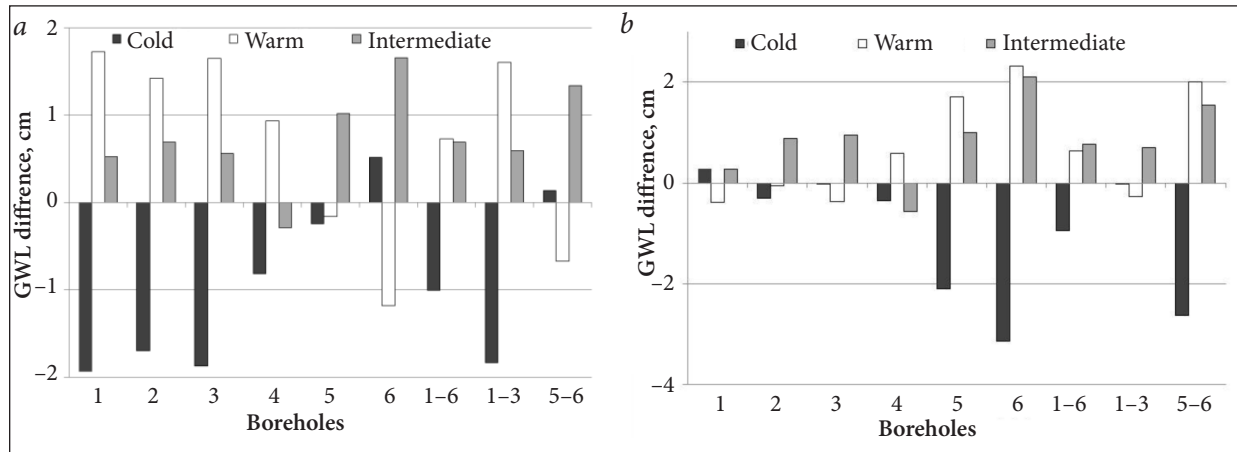 a
Cold Warm Intermediate
GWL diffrence, cm
2
1
0
−1
−2
1 2 3 4 5 6 1–6 1–3 5–6
Boreholes
b
Cold Warm Intermediate
GWL diffrence, cm
2
0
−2
−4
1 2 3 4 5 6 1–6 1–3 5–6
Boreholes